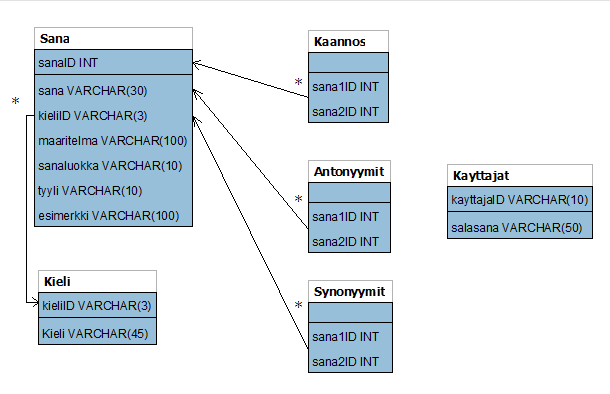 Sana
sanaID INT
sana VARCHAR(30)
kieliID VARCHAR(3)
maaritelma VARCHAR(100)
sanaluokka VARCHAR(10)
tyyli VARCHAR(10)
esimerkki VARCHAR(100)
*
Kieli
kieliID VARCHAR(3)
Kieli VARCHAR(45)
Kaannos
*
sana1ID INT
sana2ID INT
Antonyymit
*
sana1ID INT
sana2ID INT
Synonyymit
*
sana1ID INT
sana2ID INT
Kayttajat
kayttajaID VARCHAR(10)
salasana VARCHAR(50)